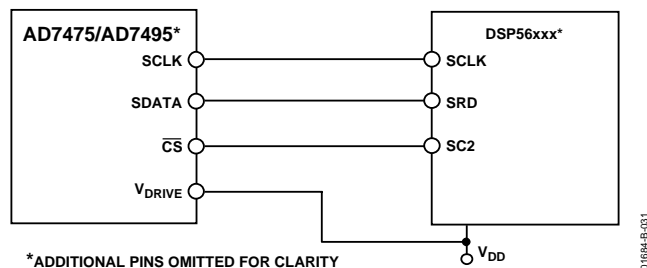 AD7475/AD7495*
SCLK
SDATA
CS
VDRIVE
DSP56xxx*
SCLK
SRD
SC2
VDD
*ADDITIONAL PINS OMITTED FOR CLARITY
01684-B-031